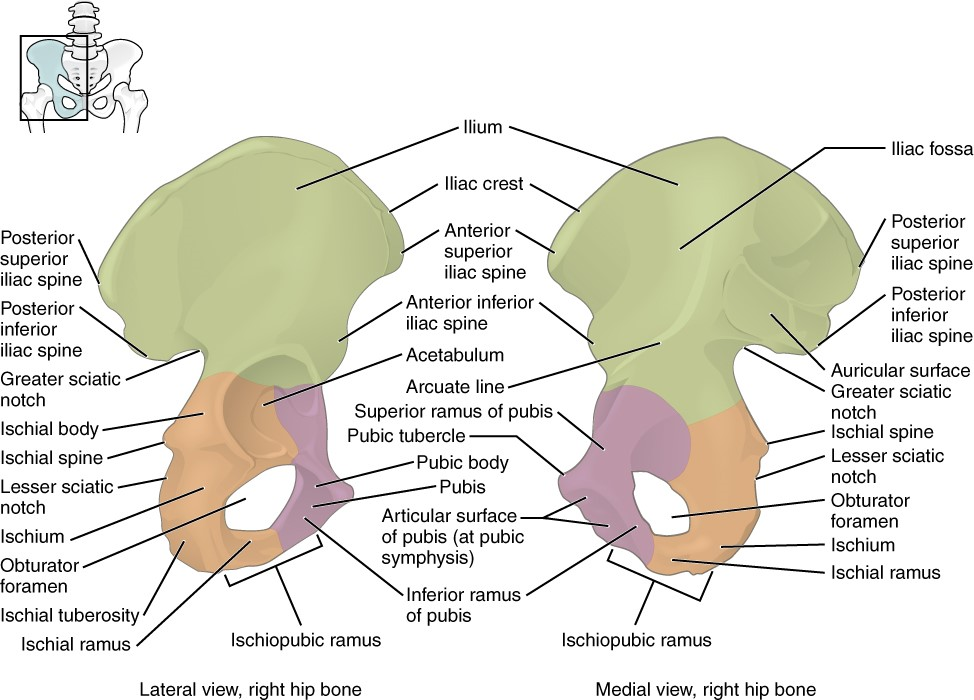 Ilium
Iliac fossa
Iliac crest
Posterior
superior
iliac spine
Anterior
superior
iliac spine
Posterior
superior
iliac spine
Posterior
inferior
iliac spine
Anterior inferior
iliac spine
Posterior
inferior
iliac spine
Acetabulum
Auricular surface
Greater sciatic
notch
Arcuate line
Greater sciatic
notch
Superior ramus of pubis
Ischial body
Pubic tubercle
Ischial spine
Ischial spine
Pubic body
Lesser sciatic
notch
Lesser sciatic
notch
Pubis
Obturator
foramen
Articular surface
of pubis (at pubic
symphysis)
Ischium
Ischium
Obturator
foramen
Ischial ramus
Inferior ramus
of pubis
Ischial tuberosity
Ischial ramus
Ischiopubic ramus
Ischiopubic ramus
Lateral view, right hip bone
Medial view, right hip bone